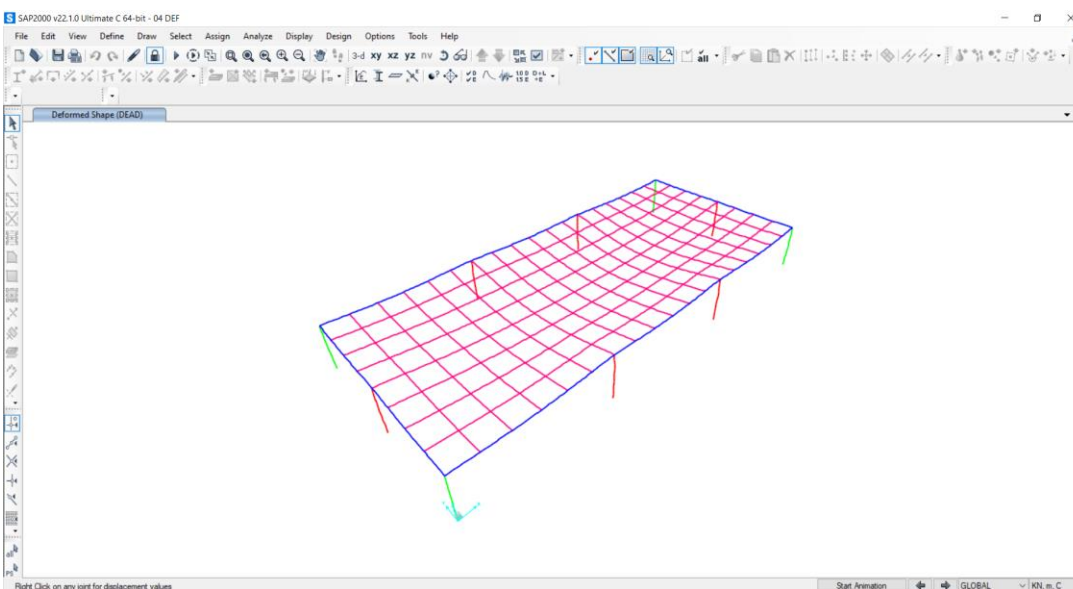 SAP2000 v22.1.0 Ultimate C 64-bit - 04 DEF
File Edit View Define Draw Select Assign Analyze Display Design Options Tools Help
3-d xy xz yz nv all
Deformed Shape (DEAD)
Right Click on any joint for displacement values
Start Animation GLOBAL KN, m, C